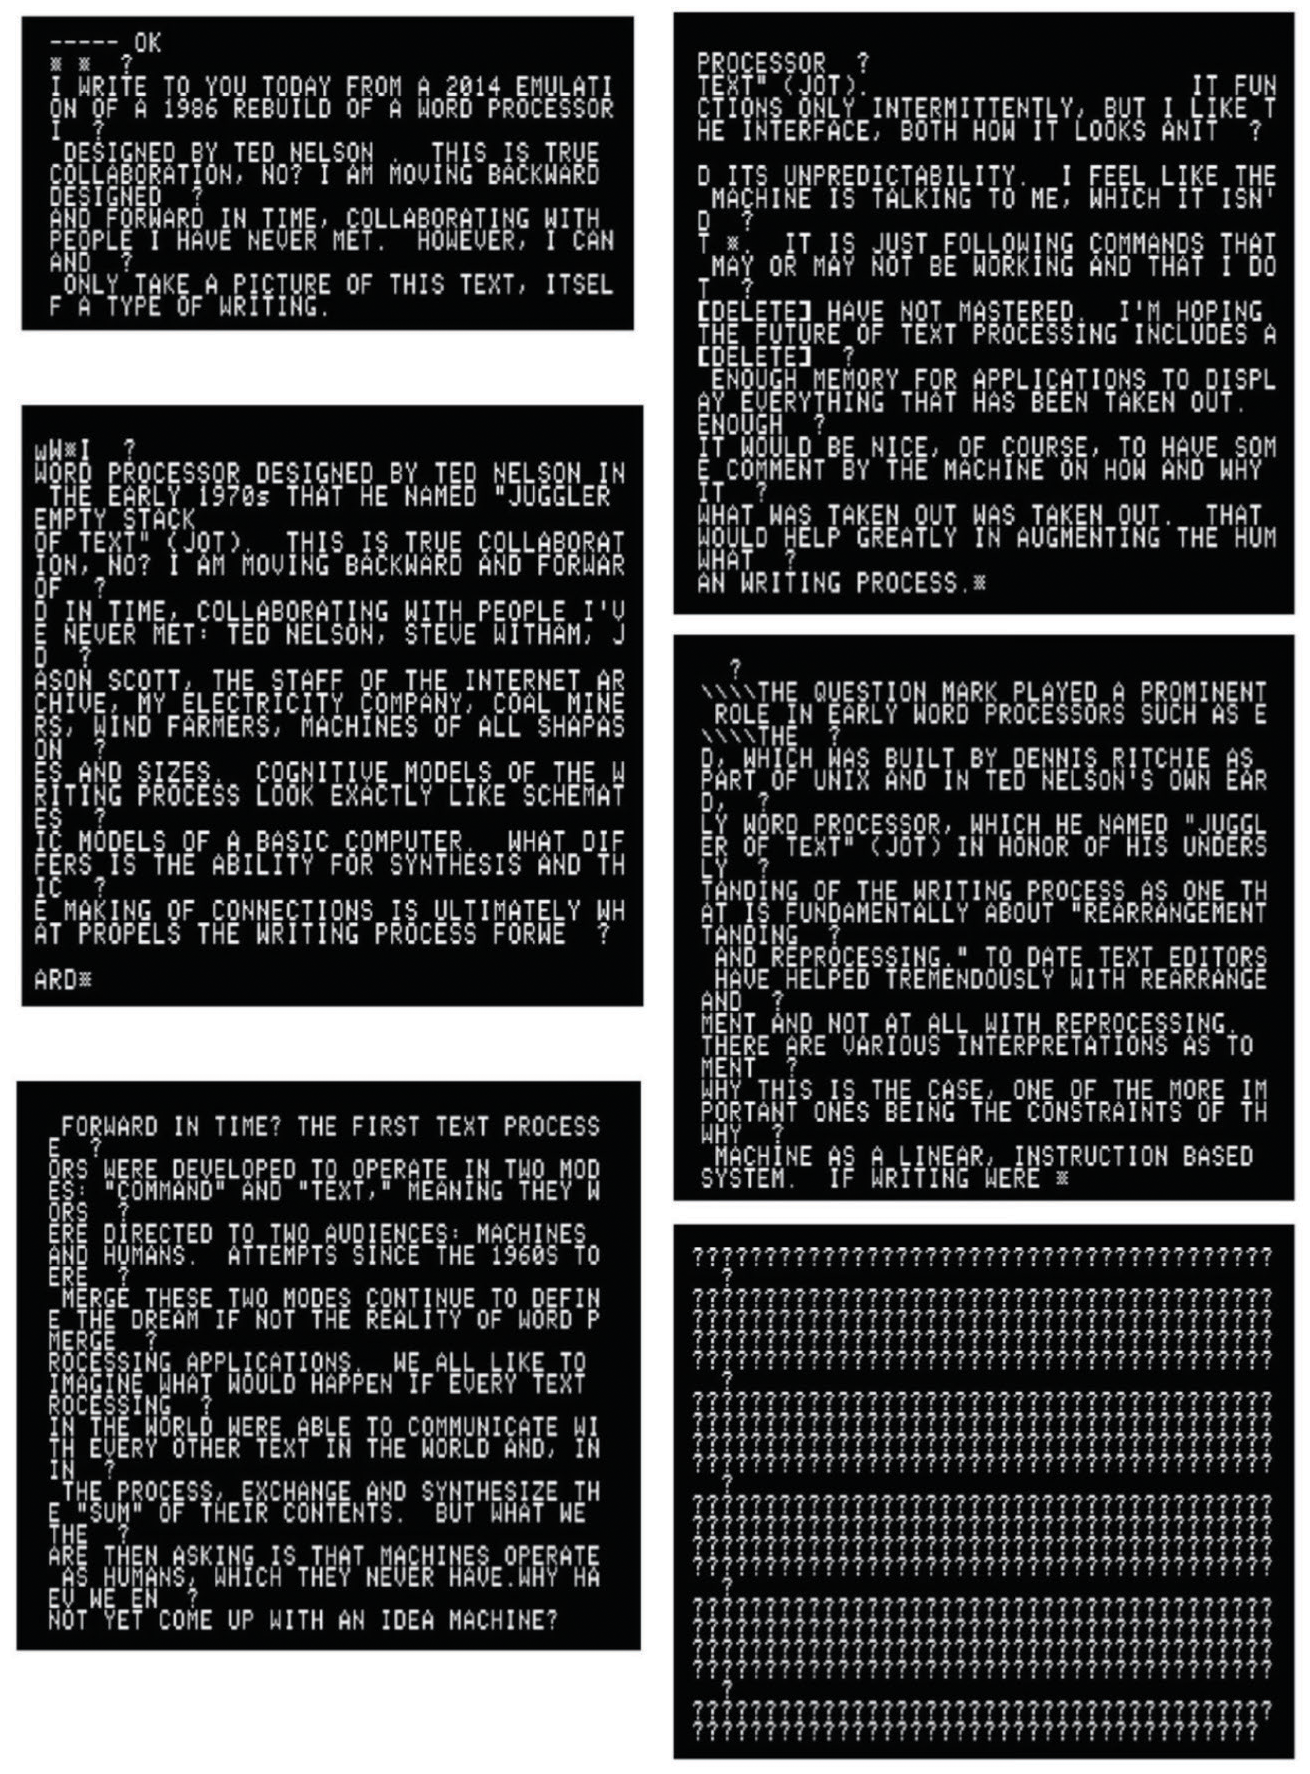 ----- OK
※ ※  ?
I WRITE TO YOU TODAY FROM A 2014 EMULATI
ON OF A 1986 REBUILD OF A WORD PROCESSOR
I  ?
DESIGNED BY TED NELSON .  THIS IS TRUE
COLLABORATION, NO? I AM MOVING BACKWARD
DESIGNED  ?
AND FORWARD IN TIME, COLLABORATING WITH
PEOPLE I HAVE NEVER MET.  HOWEVER, I CAN
AND  ?
ONLY TAKE A PICTURE OF THIS TEXT, ITSEL
F A TYPE OF WRITING.
wW※I  ?
WORD PROCESSOR DESIGNED BY TED NELSON IN
THE EARLY 1970s THAT HE NAMED "JUGGLER
EMPTY STACK
OF TEXT" (JOT).  THIS IS TRUE COLLABORAT
ION, NO? I AM MOVING BACKWARD AND FORWAR
OF  ?
D IN TIME, COLLABORATING WITH PEOPLE I'V
E NEVER MET: TED NELSON, STEVE WITHAM, J
D  ?
ASON SCOTT, THE STAFF OF THE INTERNET AR
CHIVE, MY ELECTRICITY COMPANY, COAL MINE
RS, WIND FARMERS, MACHINES OF ALL SHAPAS
ON  ?
ES AND SIZES.  COGNITIVE MODELS OF THE W
RITING PROCESS LOOK EXACTLY LIKE SCHEMAT
ES  ?
IC MODELS OF A BASIC COMPUTER.  WHAT DIF
FERS IS THE ABILITY FOR SYNTHESIS AND TH
IC  ?
E MAKING OF CONNECTIONS IS ULTIMATELY WH
AT PROPELS THE WRITING PROCESS FORWE  ?
ARD※
FORWARD IN TIME? THE FIRST TEXT PROCESS
E  ?
ORS WERE DEVELOPED TO OPERATE IN TWO MOD
ES: "COMMAND" AND "TEXT," MEANING THEY W
ORS  ?
ERE DIRECTED TO TWO AUDIENCES: MACHINES
AND HUMANS.  ATTEMPTS SINCE THE 1960S TO
ERE  ?
MERGE THESE TWO MODES CONTINUE TO DEFIN
E THE DREAM IF NOT THE REALITY OF WORD P
MERGE  ?
ROCESSING APPLICATIONS.  WE ALL LIKE TO
IMAGINE WHAT WOULD HAPPEN IF EVERY TEXT
ROCESSING  ?
IN THE WORLD WERE ABLE TO COMMUNICATE WI
TH EVERY OTHER TEXT IN THE WORLD AND, IN
IN  ?
THE PROCESS, EXCHANGE AND SYNTHESIZE TH
E "SUM" OF THEIR CONTENTS.  BUT WHAT WE
THE  ?
ARE THEN ASKING IS THAT MACHINES OPERATE
AS HUMANS, WHICH THEY NEVER HAVE.WHY HA
EV WE EN  ?
NOT YET COME UP WITH AN IDEA MACHINE?
PROCESSOR  ?
TEXT" (JOT).                      IT FUN
CTIONS ONLY INTERMITTENTLY, BUT I LIKE T
HE INTERFACE, BOTH HOW IT LOOKS ANIT  ?
D ITS UNPREDICTABILITY.  I FEEL LIKE THE
MACHINE IS TALKING TO ME, WHICH IT ISN'
D  ?
T ※.  IT IS JUST FOLLOWING COMMANDS THAT
MAY OR MAY NOT BE WORKING AND THAT I DO
T  ?
[DELETE] HAVE NOT MASTERED.  I'M HOPING
THE FUTURE OF TEXT PROCESSING INCLUDES A
[DELETE]  ?
ENOUGH MEMORY FOR APPLICATIONS TO DISPL
AY EVERYTHING THAT HAS BEEN TAKEN OUT.
ENOUGH  ?
IT WOULD BE NICE, OF COURSE, TO HAVE SOM
E COMMENT BY THE MACHINE ON HOW AND WHY
IT  ?
WHAT WAS TAKEN OUT WAS TAKEN OUT.  THAT
WOULD HELP GREATLY IN AUGMENTING THE HUM
WHAT  ?
AN WRITING PROCESS.※
?
\\\\THE QUESTION MARK PLAYED A PROMINENT
ROLE IN EARLY WORD PROCESSORS SUCH AS E
\\\\THE  ?
D, WHICH WAS BUILT BY DENNIS RITCHIE AS
PART OF UNIX AND IN TED NELSON'S OWN EAR
D,  ?
LY WORD PROCESSOR, WHICH HE NAMED "JUGGL
ER OF TEXT" (JOT) IN HONOR OF HIS UNDERS
LY  ?
TANDING OF THE WRITING PROCESS AS ONE TH
AT IS FUNDAMENTALLY ABOUT "REARRANGEMENT
TANDING  ?
AND REPROCESSING." TO DATE TEXT EDITORS
HAVE HELPED TREMENDOUSLY WITH REARRANGE
AND  ?
MENT AND NOT AT ALL WITH REPROCESSING.
THERE ARE VARIOUS INTERPRETATIONS AS TO
MENT  ?
WHY THIS IS THE CASE, ONE OF THE MORE IM
PORTANT ONES BEING THE CONSTRAINTS OF TH
WHY  ?
MACHINE AS A LINEAR, INSTRUCTION BASED
SYSTEM.  IF WRITING WERE ※
????????????????????????????????????????
?
????????????????????????????????????????
????????????????????????????????????????
????????????????????????????????????????
????????????????????????????????????????
?
????????????????????????????????????????
????????????????????????????????????????
????????????????????????????????????????
????????????????????????????????????????
?
????????????????????????????????????????
????????????????????????????????????????
????????????????????????????????????????
????????????????????????????????????????
?
????????????????????????????????????????
????????????????????????????????????????
????????????????????????????????????????
????????????????????????????????????????
?
????????????????????????????????????????
???????????????????????????????????????